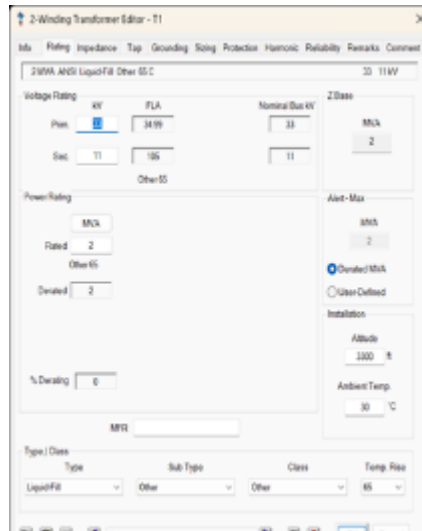 2-Winding Transformer Editor - T1
Info Rating Impedance Tap Grounding Sizing Protection Harmonic Reliability Remarks Comment
2 MVA ANSI Liquid-Fill Other 65 C 33 11 kV
Voltage Rating
Z Base
kV FLA Nominal Bus kV
MVA
Prim. 33 34.99 33
2
Sec. 11 105 11
Other 65
Power Rating
Alert - Max
MVA
MVA
Rated 2
2
Other 65
Derated MVA
Derated 2
User-Defined
Installation
Altitude
3300 ft
% Derating 0
Ambient Temp.
30 °C
MFR
Type / Class
Type Sub Type Class Temp. Rise
Liquid-Fill Other Other 65